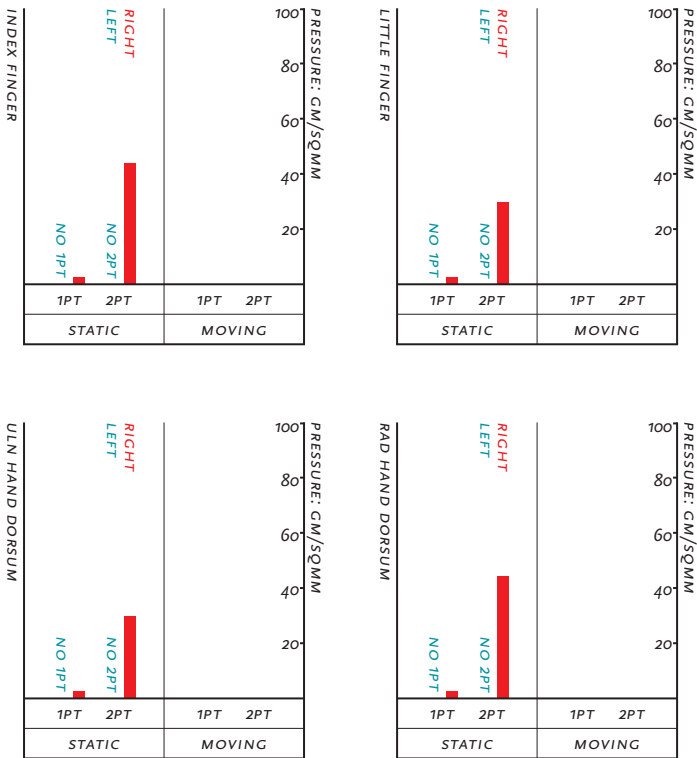 INDEX FINGER
RIGHT
LEFT
PRESSURE: GM/SQMM
100
80
60
40
20
NO 1PT
NO 2PT
1PT 2PT 1PT 2PT
STATIC MOVING
LITTLE FINGER
RIGHT
LEFT
PRESSURE: GM/SQMM
100
80
60
40
20
NO 1PT
NO 2PT
1PT 2PT 1PT 2PT
STATIC MOVING
ULN HAND DORSUM
RIGHT
LEFT
PRESSURE: GM/SQMM
100
80
60
40
20
NO 1PT
NO 2PT
1PT 2PT 1PT 2PT
STATIC MOVING
RAD HAND DORSUM
RIGHT
LEFT
PRESSURE: GM/SQMM
100
80
60
40
20
NO 1PT
NO 2PT
1PT 2PT 1PT 2PT
STATIC MOVING